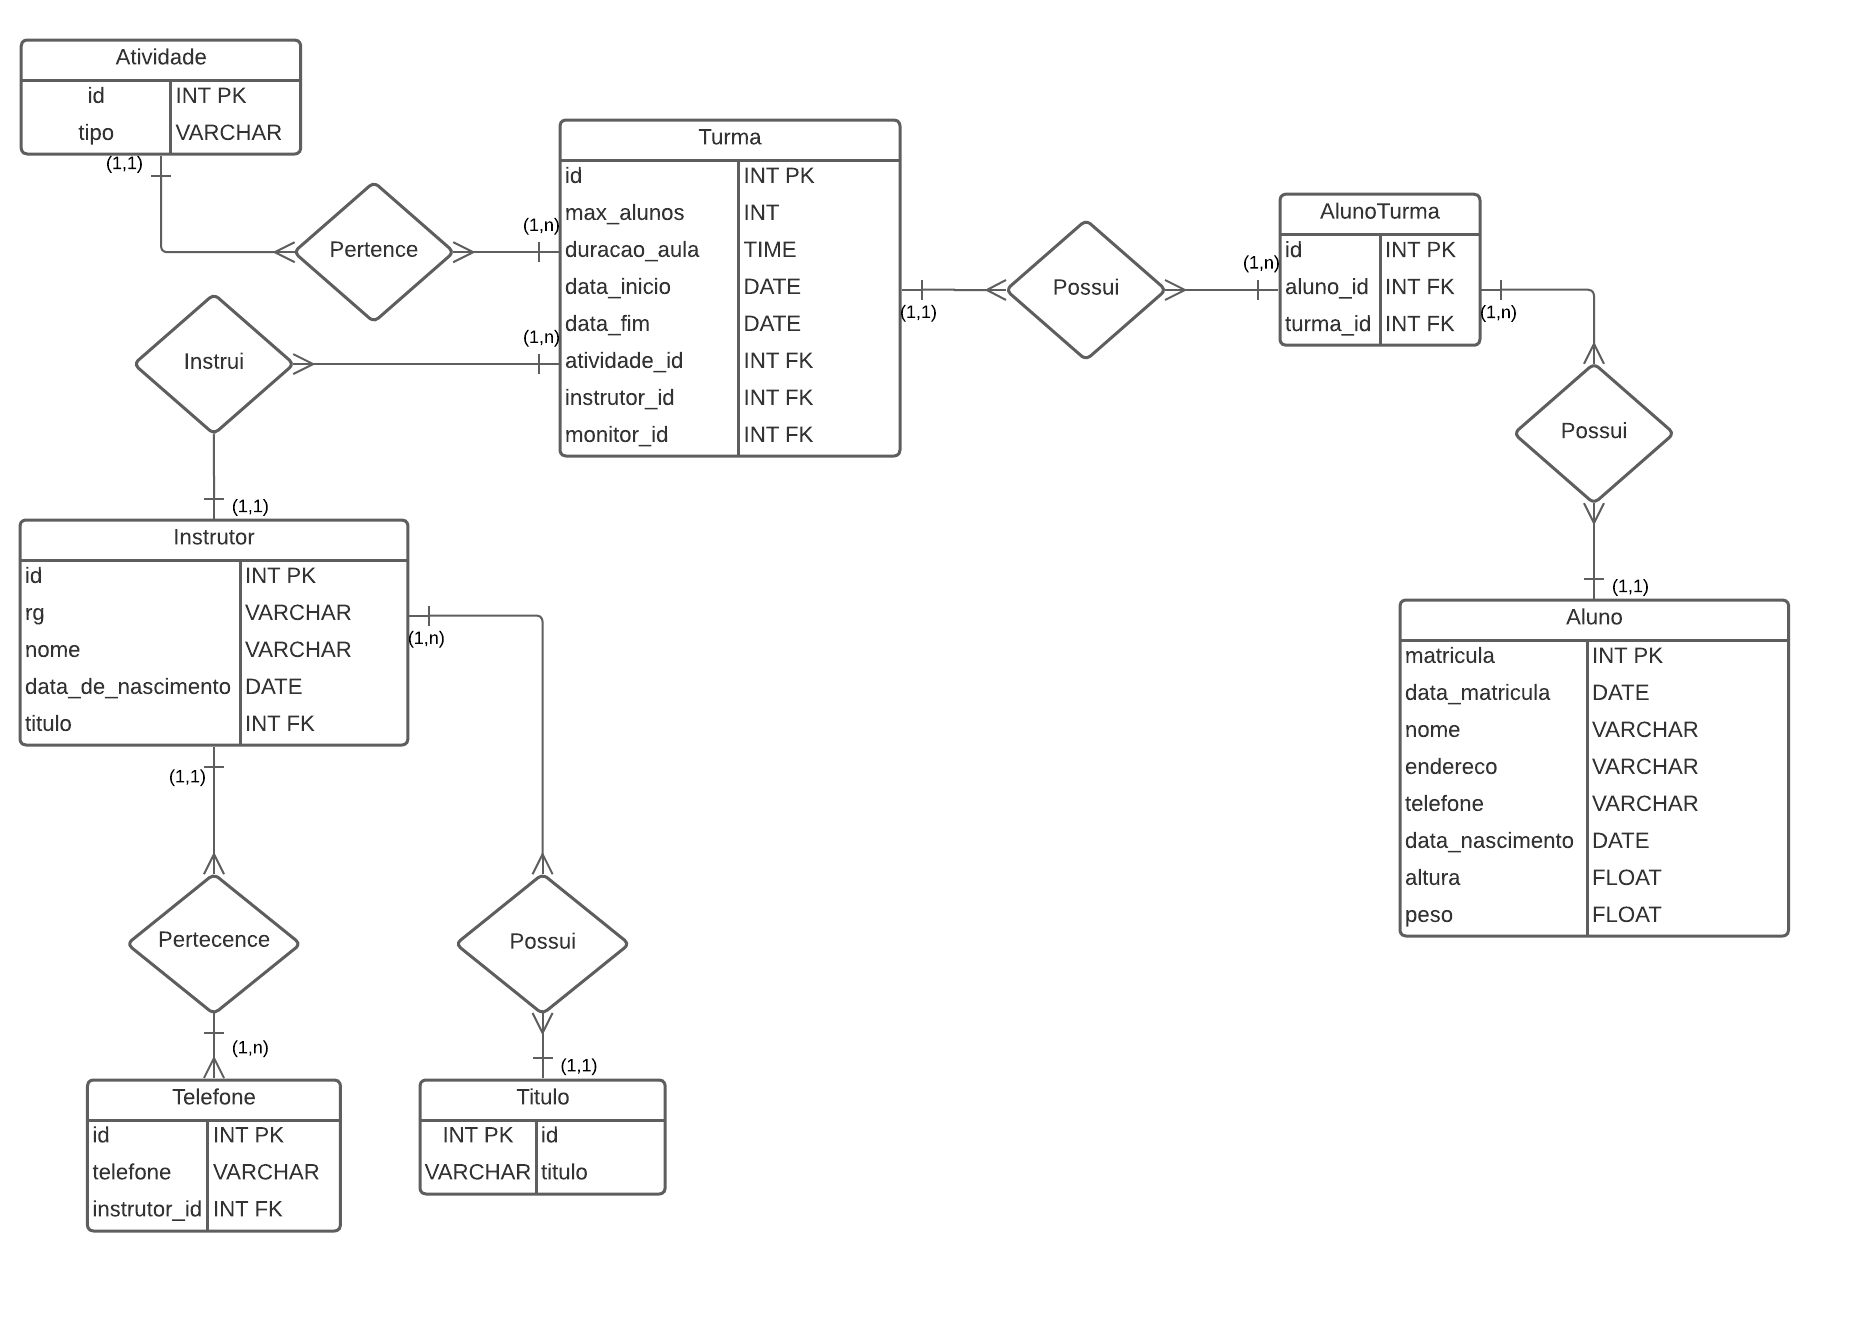 Atividade
id INT PK
tipo VARCHAR
(1,1)
Pertence
(1,n)
Turma
id INT PK
max_alunos INT
duracao_aula TIME
data_inicio DATE
data_fim DATE
atividade_id INT FK
instrutor_id INT FK
monitor_id INT FK
(1,1)
Possui
(1,n)
AlunoTurma
id INT PK
aluno_id INT FK
turma_id INT FK
(1,n)
Possui
(1,1)
Instrui
(1,n)
(1,1)
Instrutor
id INT PK
rg VARCHAR
nome VARCHAR
data_de_nascimento DATE
titulo INT FK
(1,n)
(1,1)
Aluno
matricula INT PK
data_matricula DATE
nome VARCHAR
endereco VARCHAR
telefone VARCHAR
data_nascimento DATE
altura FLOAT
peso FLOAT
Pertecence
Possui
(1,n)
(1,1)
Telefone
id INT PK
telefone VARCHAR
instrutor_id INT FK
Titulo
INT PK id
VARCHAR titulo